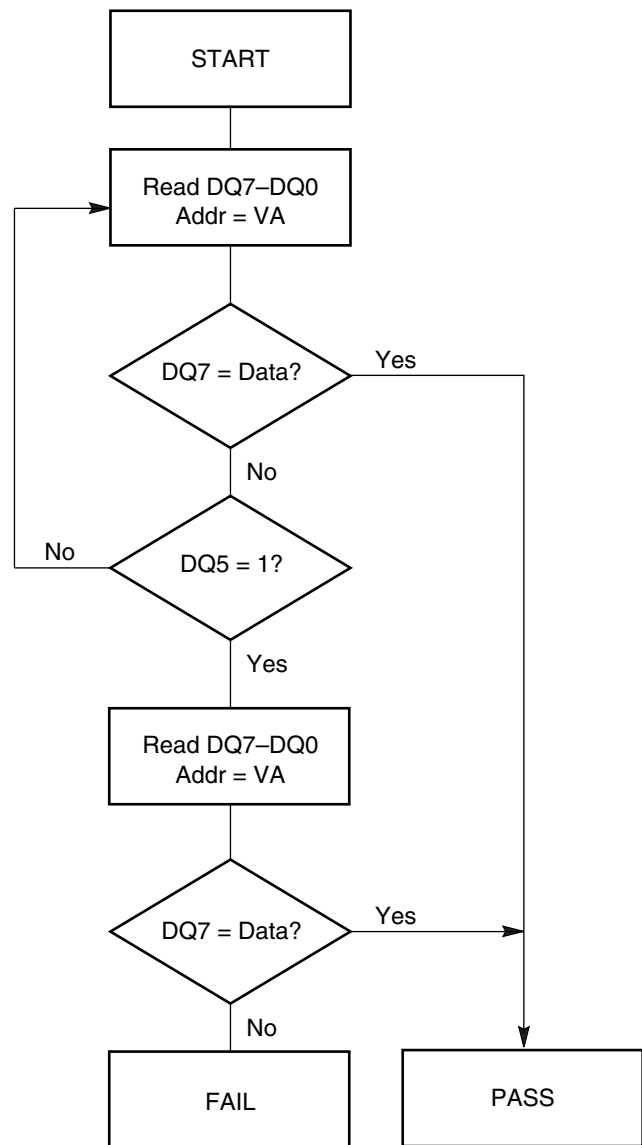 START
Read DQ7–DQ0
Addr = VA
DQ7 = Data?
Yes
No
DQ5 = 1?
No
Yes
Read DQ7–DQ0
Addr = VA
DQ7 = Data?
Yes
No
FAIL
PASS